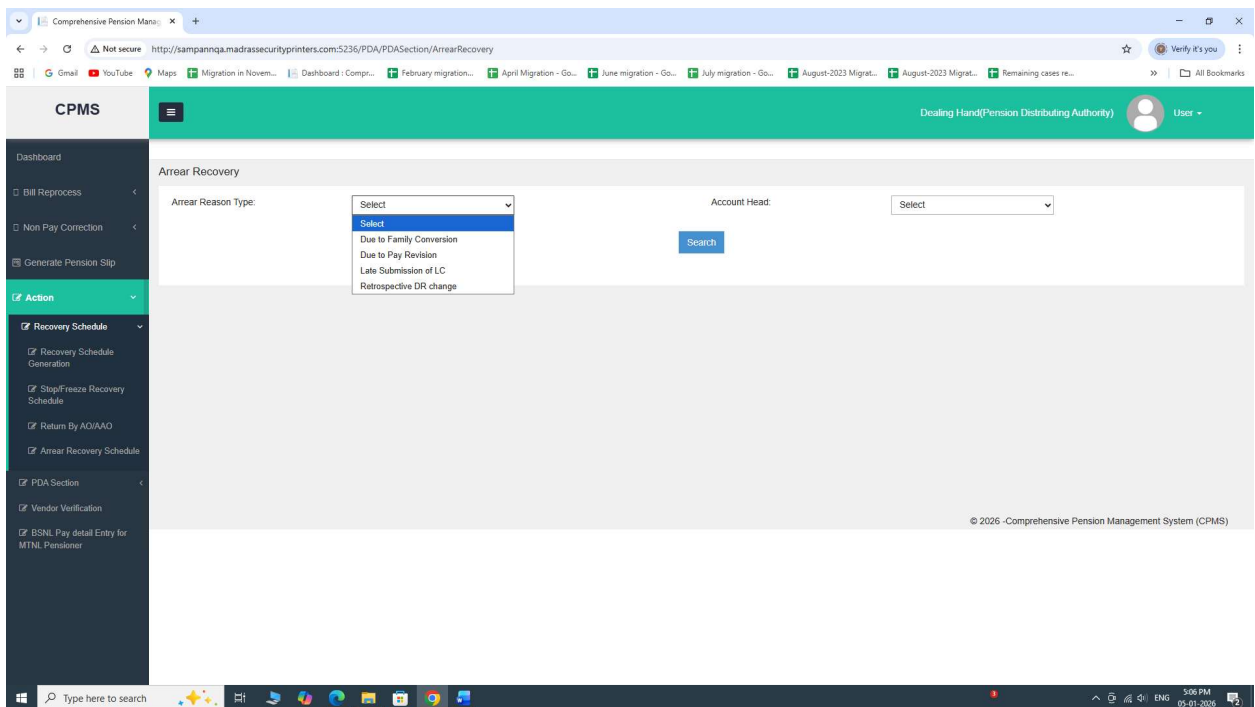 Comprehensive Pension Manag
Not secure http://sampannqa.madrassecurityprinters.com:5236/PDA/PDASection/ArrearRecovery Verify it's you
Gmail YouTube Maps Migration in Novem... Dashboard : Compr... February migration... April Migration - Go... June migration - Go... July migration - Go... August-2023 Migrat... August-2023 Migrat... Remaining cases re... All Bookmarks
CPMS
Dealing Hand(Pension Distributing Authority) User
Dashboard
Bill Reprocess
Non Pay Correction
Generate Pension Slip
Action
Recovery Schedule
Recovery Schedule
Generation
Stop/Freeze Recovery
Schedule
Return By AO/AAO
Arrear Recovery Schedule
PDA Section
Vendor Verification
BSNL Pay detail Entry for
MTNL Pensioner
Arrear Recovery
Arrear Reason Type: Select Account Head: Select
Select
Due to Family Conversion
Due to Pay Revision
Late Submission of LC
Retrospective DR change
Search
© 2026 -Comprehensive Pension Management System (CPMS)
Type here to search
ENG
5:06 PM
05-01-2026